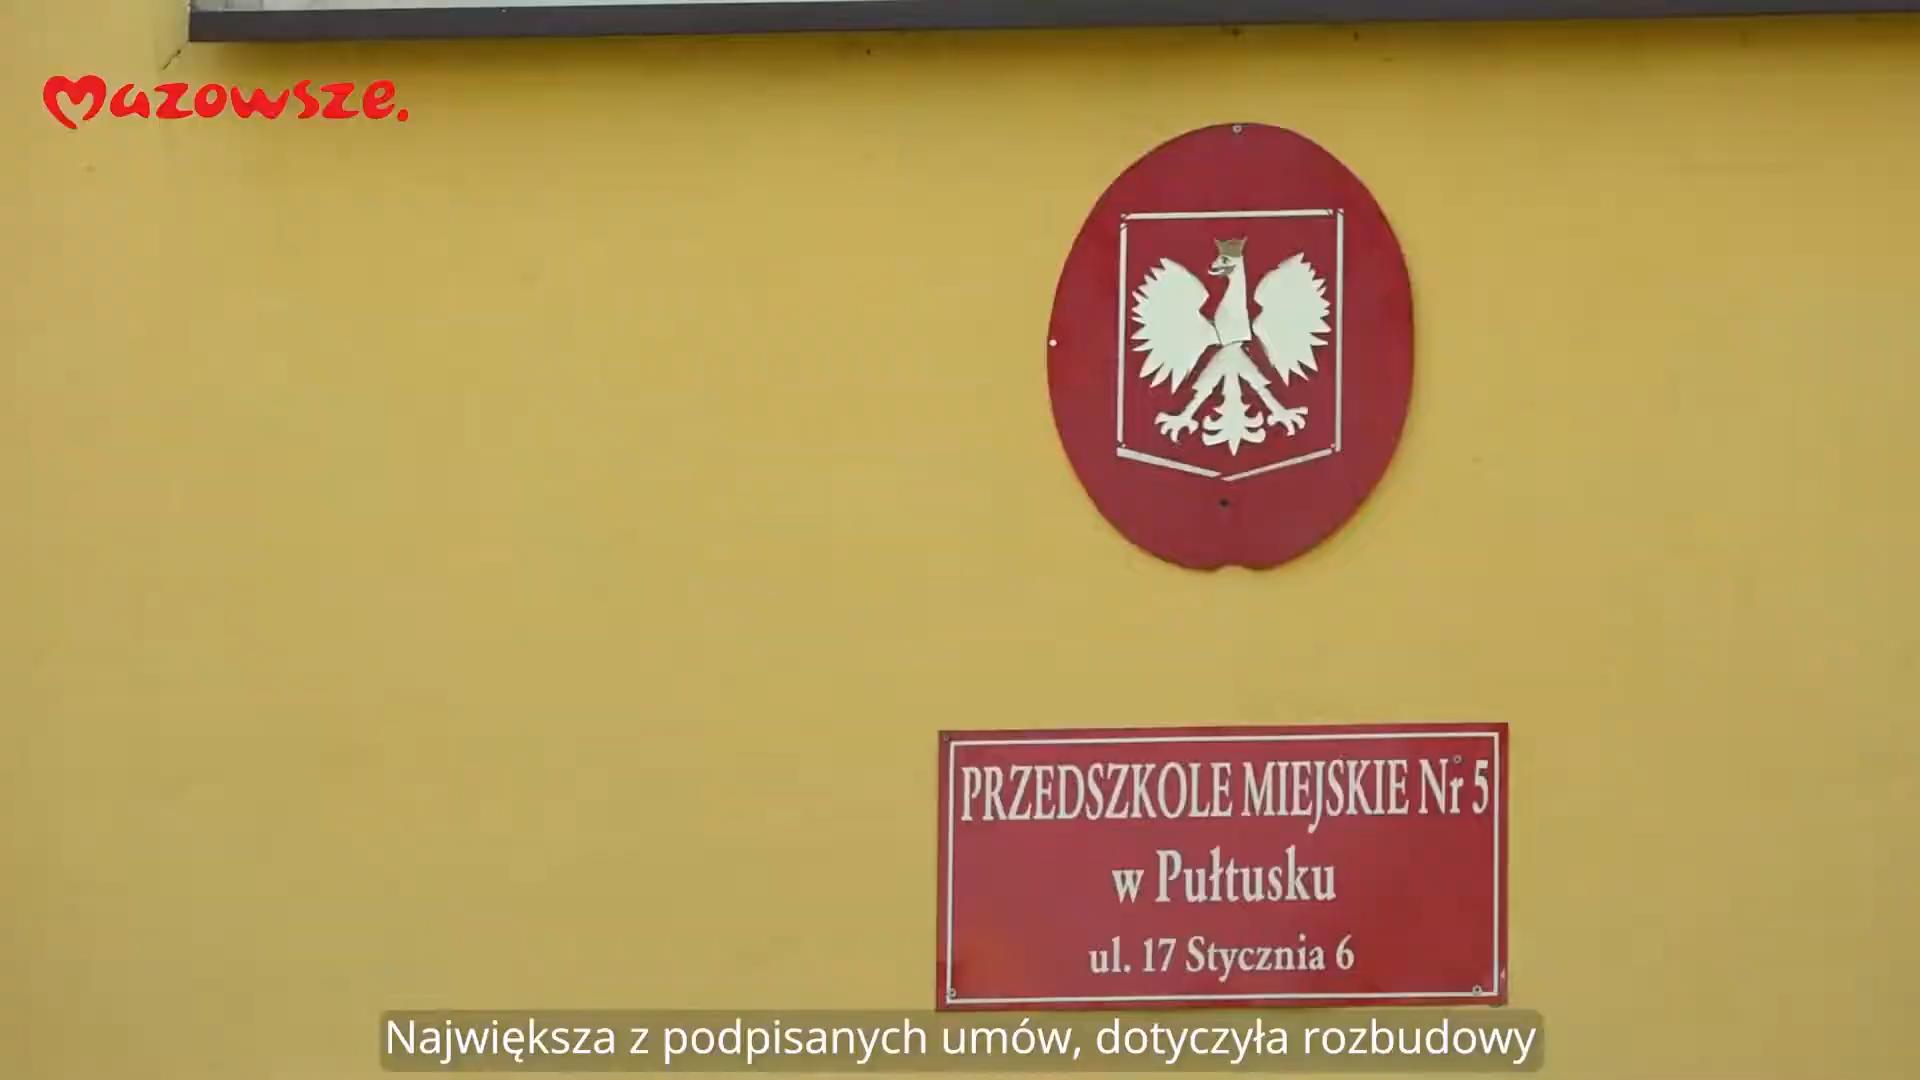 Mazowsze.
PRZEDSZKOLE MIEJSKIE Nr 5
w Pułtusku
ul. 17 Stycznia 6
Największa z podpisanych umów, dotyczyła rozbudowy